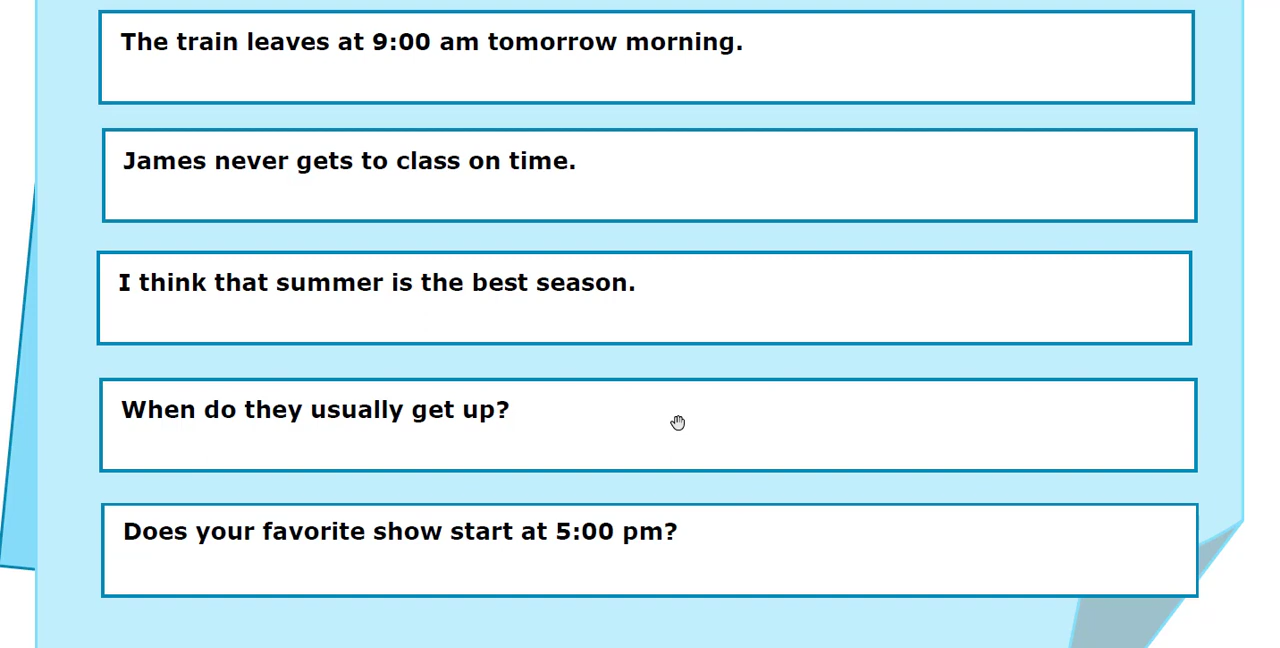 The train leaves at 9:00 am tomorrow morning.
James never gets to class on time.
I think that summer is the best season.
When do they usually get up?
Does your favorite show start at 5:00 pm?